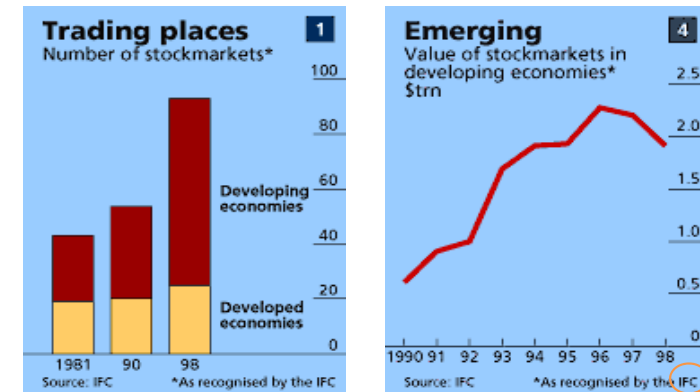 Trading places
1
Number of stockmarkets*
100
80
60
Developing
economies
40
20
Developed
economies
0
1981 90 98
Source: IFC *As recognised by the IFC
Emerging
4
Value of stockmarkets in
developing economies*
$trn
2.5
2.0
1.5
1.0
0.5
0
1990 91 92 93 94 95 96 97 98
Source: IFC *As recognised by the IFC